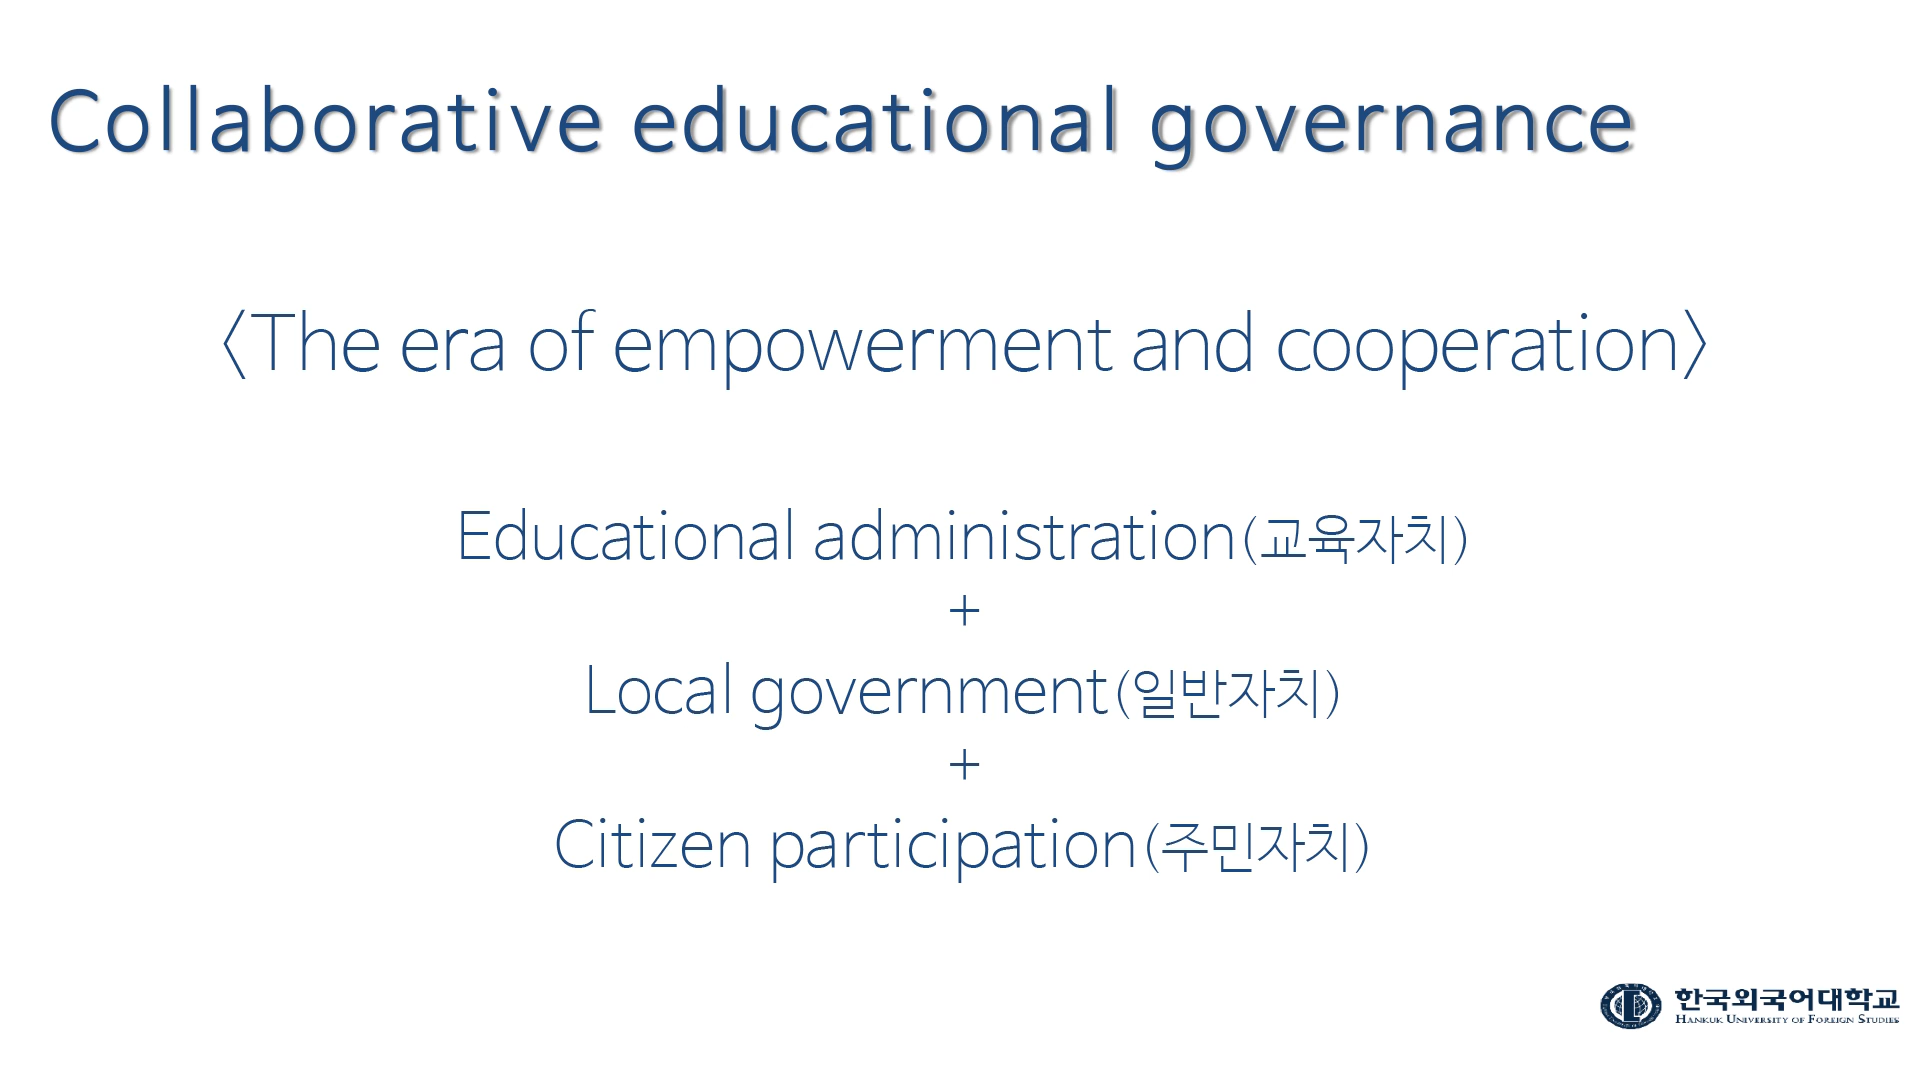 Collaborative educational governance
〈The era of empowerment and cooperation〉
Educational administration(교육자치)
+
Local government(일반자치)
+
Citizen participation(주민자치)
한국외국어대학교
HANKUK UNIVERSITY OF FOREIGN STUDIES